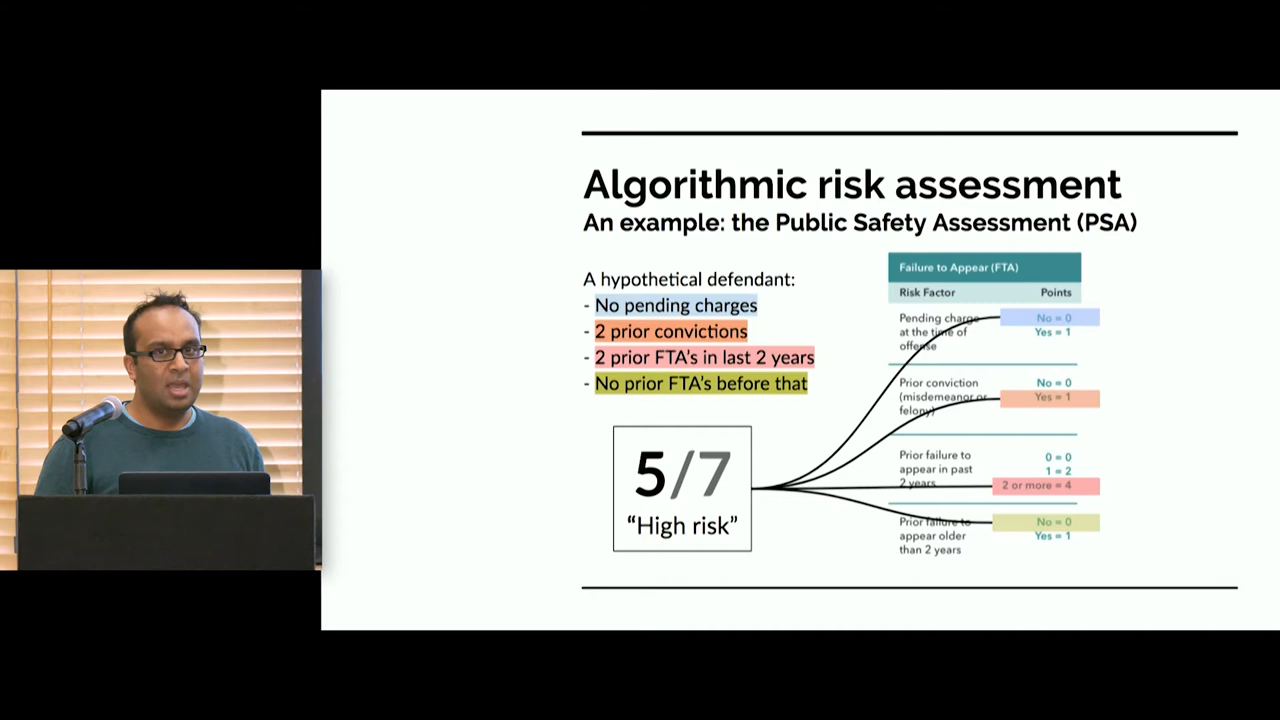 Algorithmic risk assessment
An example: the Public Safety Assessment (PSA)
A hypothetical defendant:
- No pending charges
- 2 prior convictions
- 2 prior FTA's in last 2 years
- No prior FTA's before that
5/7
“High risk”
Failure to Appear (FTA)
Risk Factor Points
Pending charge No = 0
at the time of Yes = 1
offense
Prior conviction No = 0
(misdemeanor or Yes = 1
felony)
Prior failure to 0 = 0
appear in past 1 = 2
2 years 2 or more = 4
Prior failure to No = 0
appear older Yes = 1
than 2 years